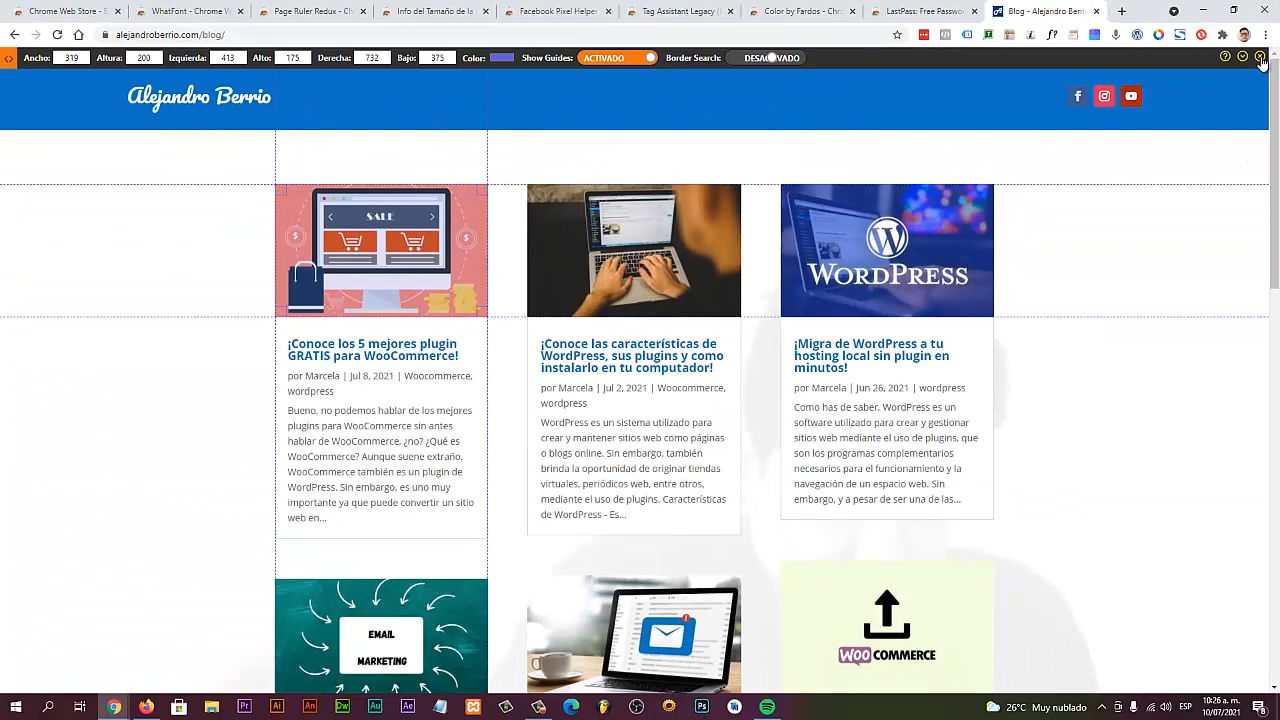 Chrome Web Store - E
WhatFont - Chrome W
Page Ruler Redux - Ch
Info del Tamaño de la
Facebook Pixel Helper
Tag Assistant Legacy (
Color by Fardos - Chro
LastPass: Free Passwo
Blog - Alejandro Berrio
alejandroberrio.com/blog/
Ancho: 319 Altura: 200 Izquierda: 413 Alto: 175 Derecha: 732 Bajo: 375 Color: Show Guides: ACTIVADO Border Search: DESACTIVADO
Alejandro Berrio
SALE
WORDPRESS
¡Conoce los 5 mejores plugin
GRATIS para WooCommerce!
por Marcela | Jul 8, 2021 | Woocommerce,
wordpress
Bueno, no podemos hablar de los mejores
plugins para WooCommerce sin antes
hablar de WooCommerce, ¿no? ¿Qué es
WooCommerce? Aunque suene extraño,
WooCommerce también es un plugin de
WordPress. Sin embargo, es uno muy
importante ya que puede convertir un sitio
web en...
¡Conoce las características de
WordPress, sus plugins y como
instalarlo en tu computador!
por Marcela | Jul 2, 2021 | Woocommerce,
wordpress
WordPress es un sistema utilizado para
crear y mantener sitios web como páginas
o blogs online. Sin embargo, también
brinda la oportunidad de originar tiendas
virtuales, periódicos web, entre otros,
mediante el uso de plugins. Características
de WordPress - Es...
¡Migra de WordPress a tu
hosting local sin plugin en
minutos!
por Marcela | Jun 26, 2021 | wordpress
Como has de saber, WordPress es un
software utilizado para crear y gestionar
sitios web mediante el uso de plugins, que
son los programas complementarios
necesarios para el funcionamiento y la
navegación de un espacio web. Sin
embargo, y a pesar de ser una de las...
EMAIL
MARKETING
WOO COMMERCE
26°C Muy nublado
ESP
10:26 a. m.
10/07/2021